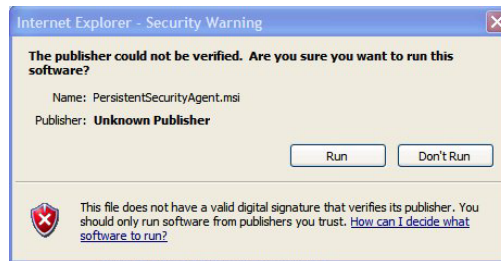 Internet Explorer - Security Warning
The publisher could not be verified. Are you sure you want to run this
software?
Name: PersistentSecurityAgent.msi
Publisher: Unknown Publisher
Run Don't Run
This file does not have a valid digital signature that verifies its publisher. You
should only run software from publishers you trust. How can I decide what
software to run?